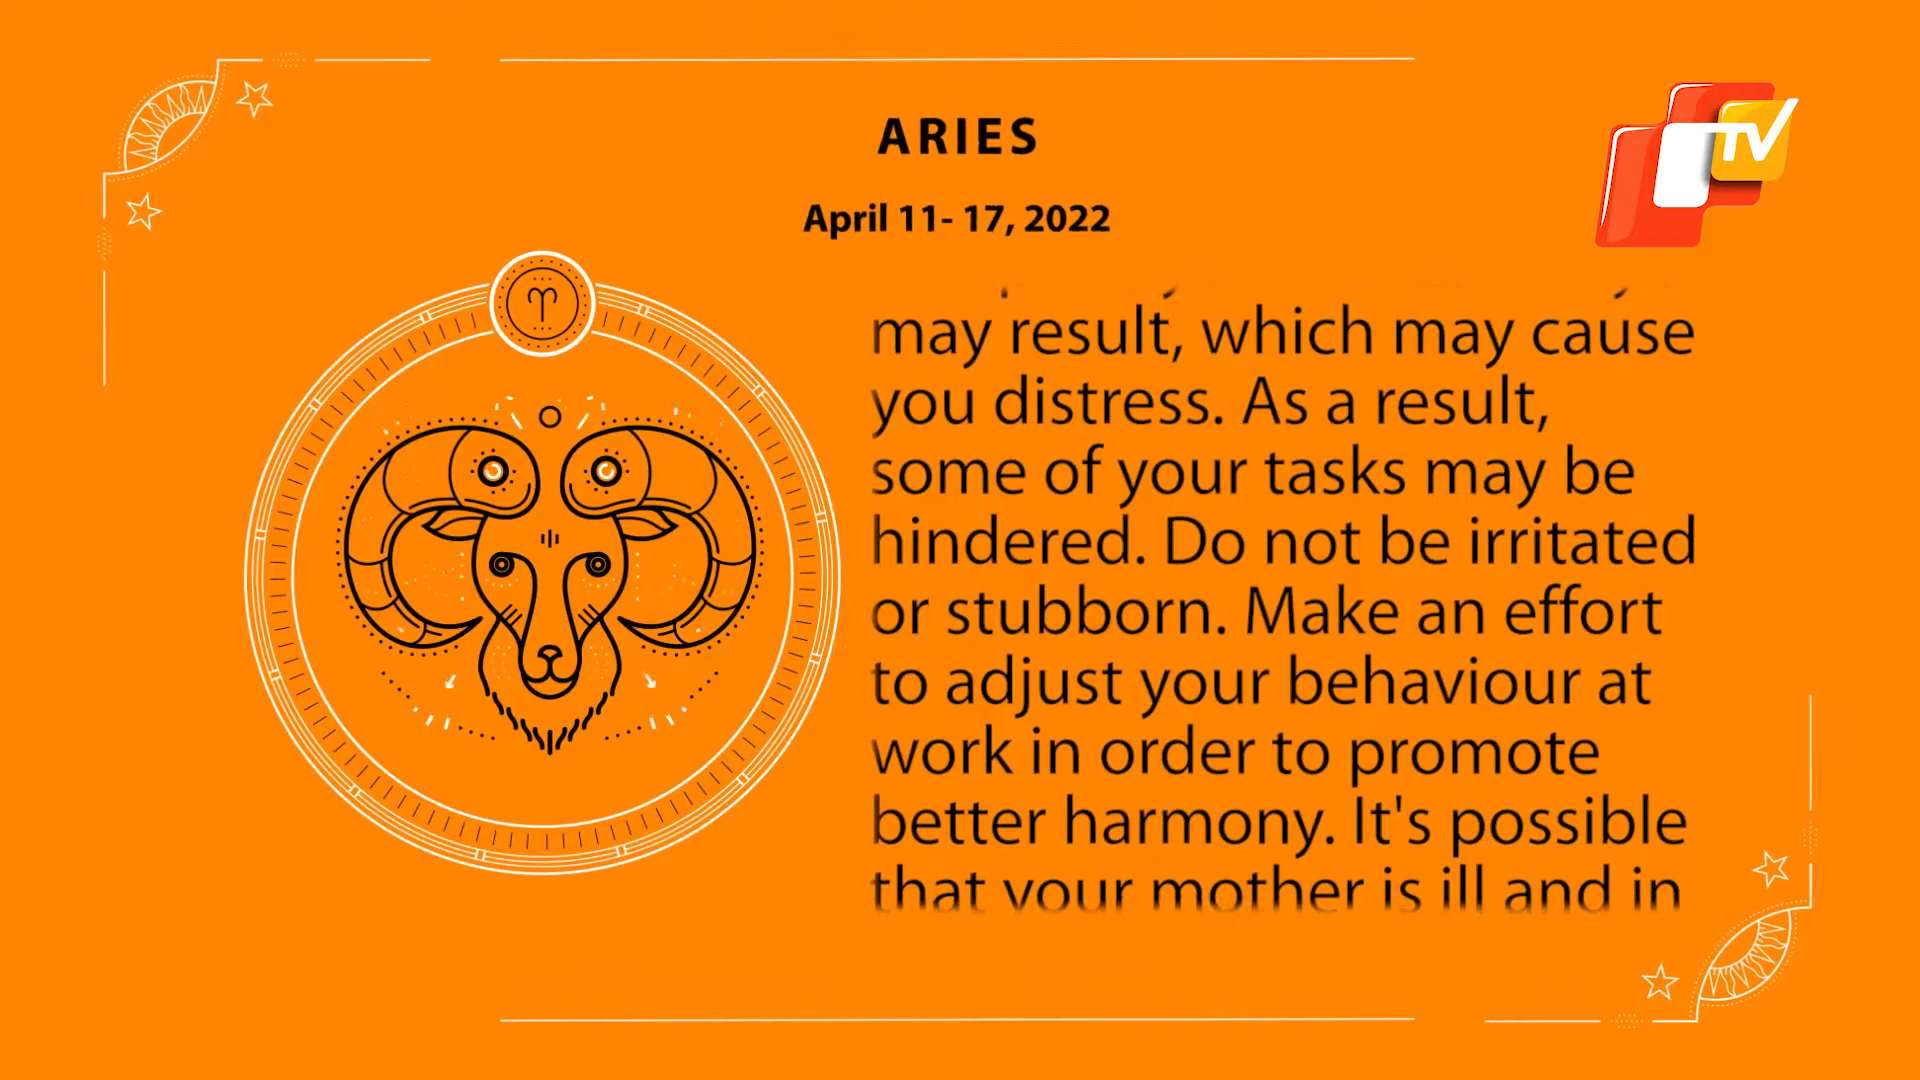 ARIES
TV
April 11- 17, 2022
may result, which may cause
you distress. As a result,
some of your tasks may be
hindered. Do not be irritated
or stubborn. Make an effort
to adjust your behaviour at
work in order to promote
better harmony. It's possible
that your mother is ill and in